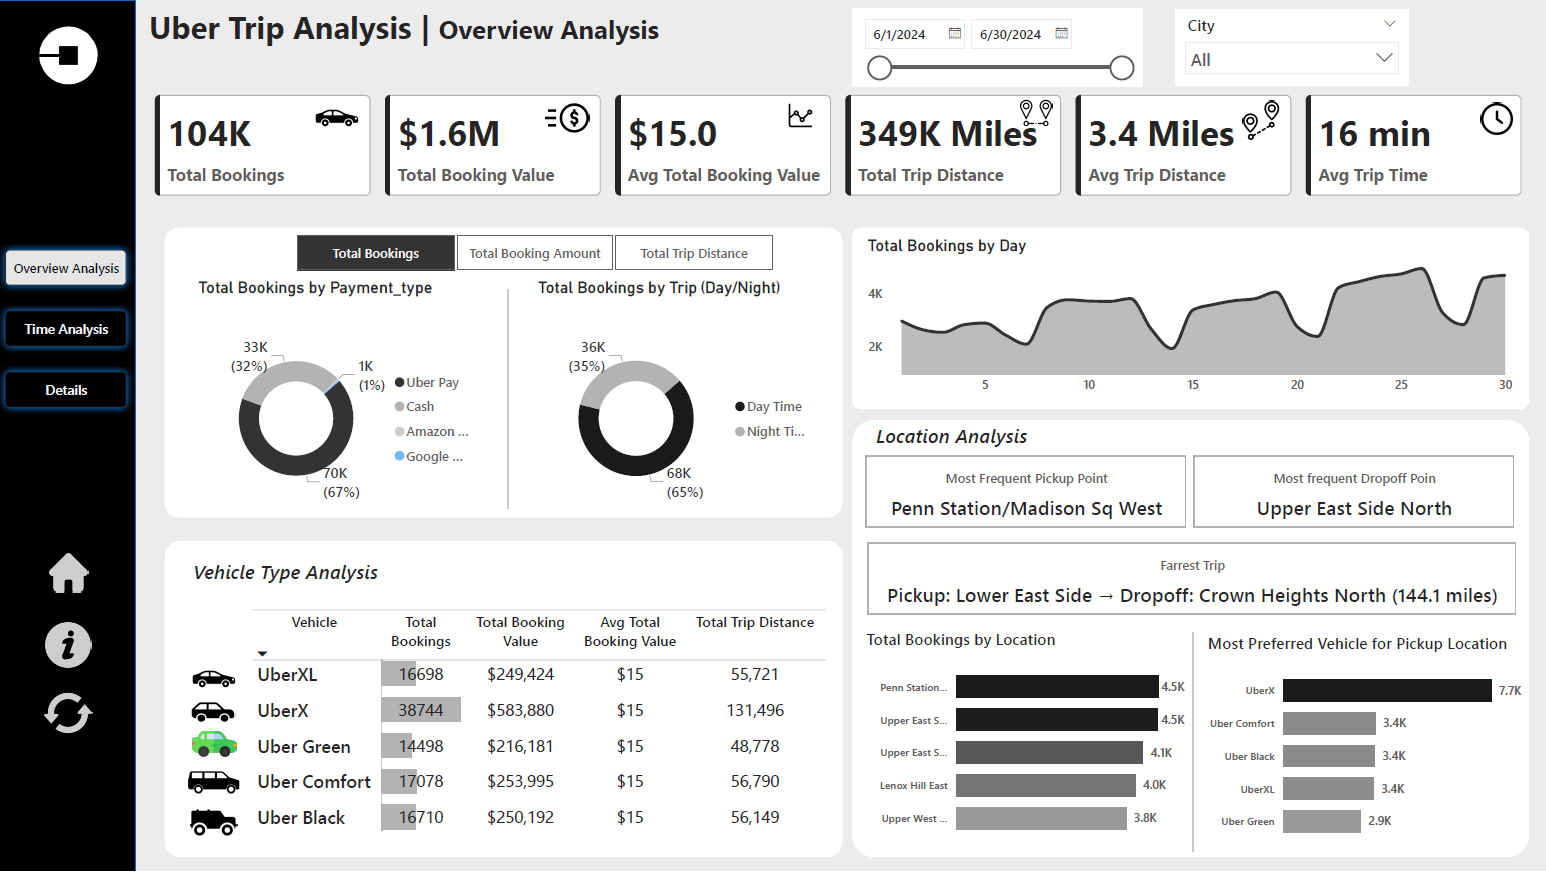 Uber Trip Analysis | Overview Analysis
6/1/2024
6/30/2024
City
All
104K
Total Bookings
$1.6M
Total Booking Value
$15.0
Avg Total Booking Value
349K Miles
Total Trip Distance
3.4 Miles
Avg Trip Distance
16 min
Avg Trip Time
Overview Analysis
Time Analysis
Details
Total Bookings
Total Booking Amount
Total Trip Distance
Total Bookings by Payment_type
33K
(32%)
1K
(1%)
70K
(67%)
Uber Pay
Cash
Amazon ...
Google ...
Total Bookings by Trip (Day/Night)
36K
(35%)
68K
(65%)
Day Time
Night Ti...
Total Bookings by Day
4K
2K
5 10 15 20 25 30
Vehicle Type Analysis
Vehicle Total Bookings Total Booking Value Avg Total Booking Value Total Trip Distance
UberXL 16698 $249,424 $15 55,721
UberX 38744 $583,880 $15 131,496
Uber Green 14498 $216,181 $15 48,778
Uber Comfort 17078 $253,995 $15 56,790
Uber Black 16710 $250,192 $15 56,149
Location Analysis
Most Frequent Pickup Point
Penn Station/Madison Sq West
Most frequent Dropoff Poin
Upper East Side North
Farrest Trip
Pickup: Lower East Side → Dropoff: Crown Heights North (144.1 miles)
Total Bookings by Location
Penn Station... 4.5K
Upper East S... 4.5K
Upper East S... 4.1K
Lenox Hill East 4.0K
Upper West ... 3.8K
Most Preferred Vehicle for Pickup Location
UberX 7.7K
Uber Comfort 3.4K
Uber Black 3.4K
UberXL 3.4K
Uber Green 2.9K